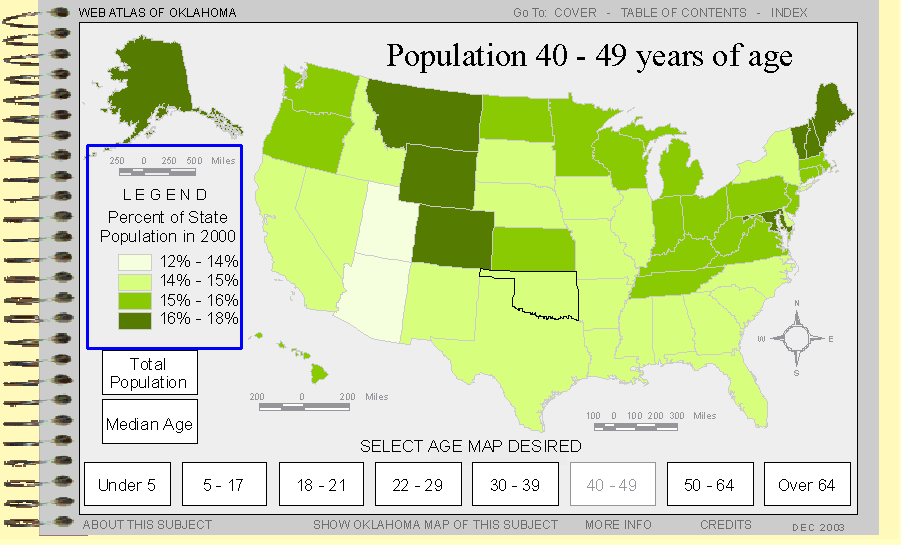 WEB ATLAS OF OKLAHOMA
Go To: COVER - TABLE OF CONTENTS - INDEX
Population 40 - 49 years of age
250 0 250 500 Miles
LEGEND
Percent of State
Population in 2000
12% - 14%
14% - 15%
15% - 16%
16% - 18%
N
W E
S
Total
Population
Median Age
200 0 200 Miles
100 0 100 200 300 Miles
SELECT AGE MAP DESIRED
Under 5
5 - 17
18 - 21
22 - 29
30 - 39
40 - 49
50 - 64
Over 64
ABOUT THIS SUBJECT
SHOW OKLAHOMA MAP OF THIS SUBJECT
MORE INFO
CREDITS
DEC 2003